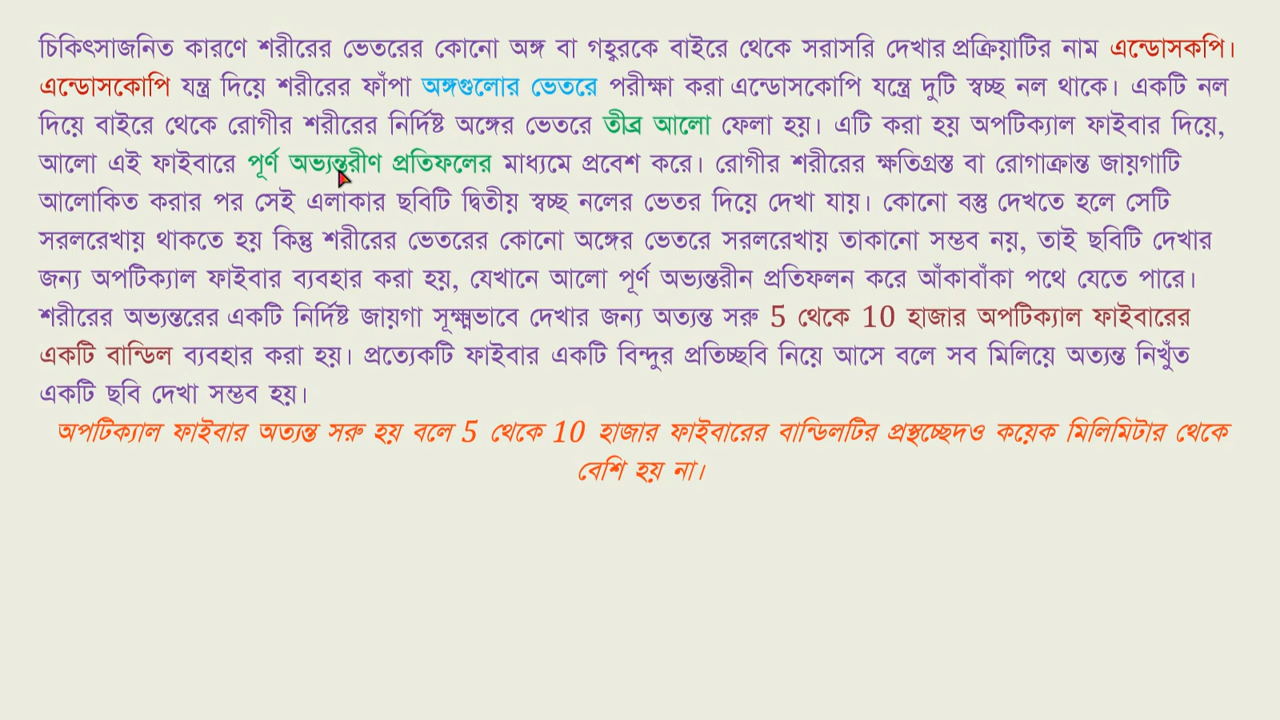 চিকিৎসাজনিত কারণে শরীরের ভেতরের কোনো অঙ্গ বা গহ্বরকে বাইরে থেকে সরাসরি দেখার প্রক্রিয়াটির নাম এন্ডোসকপি।
এন্ডোসকোপি যন্ত্র দিয়ে শরীরের ফাঁপা অঙ্গগুলোর ভেতরে পরীক্ষা করা এন্ডোসকোপি যন্ত্রে দুটি স্বচ্ছ নল থাকে। একটি নল
দিয়ে বাইরে থেকে রোগীর শরীরের নির্দিষ্ট অঙ্গের ভেতরে তীব্র আলো ফেলা হয়। এটি করা হয় অপটিক্যাল ফাইবার দিয়ে,
আলো এই ফাইবারে পূর্ণ অভ্যন্তরীণ প্রতিফলের মাধ্যমে প্রবেশ করে। রোগীর শরীরের ক্ষতিগ্রস্ত বা রোগাক্রান্ত জায়গাটি
আলোকিত করার পর সেই এলাকার ছবিটি দ্বিতীয় স্বচ্ছ নলের ভেতর দিয়ে দেখা যায়। কোনো বস্তু দেখতে হলে সেটি
সরলরেখায় থাকতে হয় কিন্তু শরীরের ভেতরের কোনো অঙ্গের ভেতরে সরলরেখায় তাকানো সম্ভব নয়, তাই ছবিটি দেখার
জন্য অপটিক্যাল ফাইবার ব্যবহার করা হয়, যেখানে আলো পূর্ণ অভ্যন্তরীন প্রতিফলন করে আঁকাবাঁকা পথে যেতে পারে।
শরীরের অভ্যন্তরের একটি নির্দিষ্ট জায়গা সূক্ষ্মভাবে দেখার জন্য অত্যন্ত সরু 5 থেকে 10 হাজার অপটিক্যাল ফাইবারের
একটি বান্ডিল ব্যবহার করা হয়। প্রত্যেকটি ফাইবার একটি বিন্দুর প্রতিচ্ছবি নিয়ে আসে বলে সব মিলিয়ে অত্যন্ত নিখুঁত
একটি ছবি দেখা সম্ভব হয়।
অপটিক্যাল ফাইবার অত্যন্ত সরু হয় বলে 5 থেকে 10 হাজার ফাইবারের বান্ডিলটির প্রস্থচ্ছেদও কয়েক মিলিমিটার থেকে
বেশি হয় না।